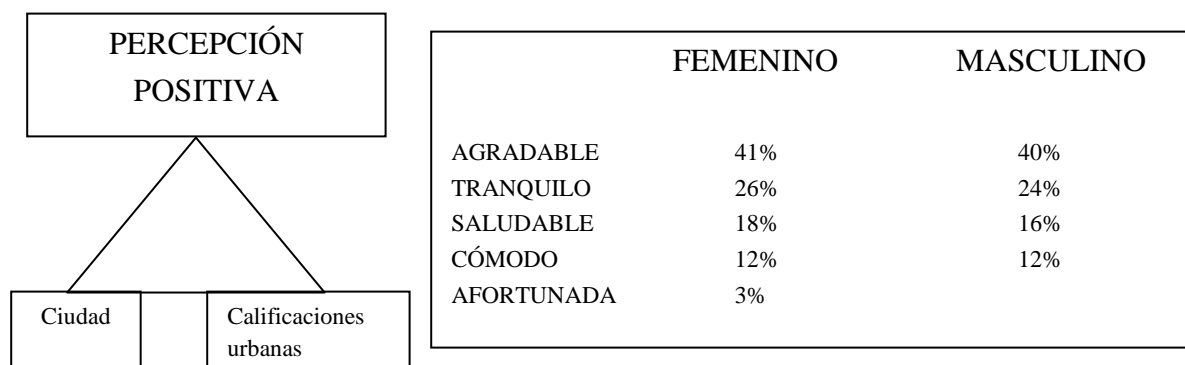 PERCEPCIÓN
POSITIVA
Ciudad
Calificaciones
urbanas
FEMENINO MASCULINO
AGRADABLE 41% 40%
TRANQUILO 26% 24%
SALUDABLE 18% 16%
CÓMODO 12% 12%
AFORTUNADA 3%